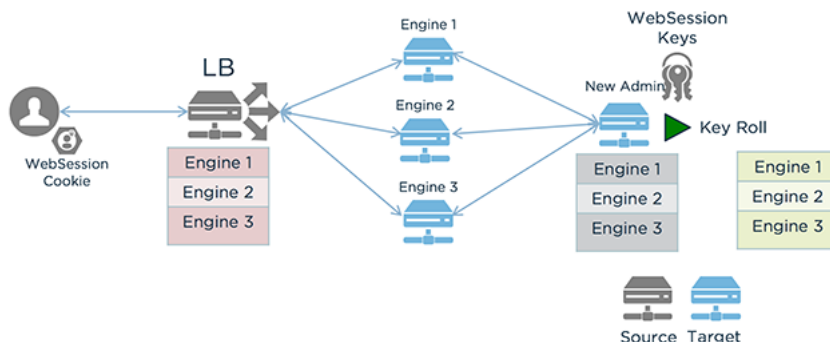 Engine 1
WebSession
Keys
LB
New Admin
Engine 2
Key Roll
WebSession
Cookie
Engine 1
Engine 2
Engine 3
Engine 3
Engine 1
Engine 2
Engine 3
Engine 1
Engine 2
Engine 3
Source
Target